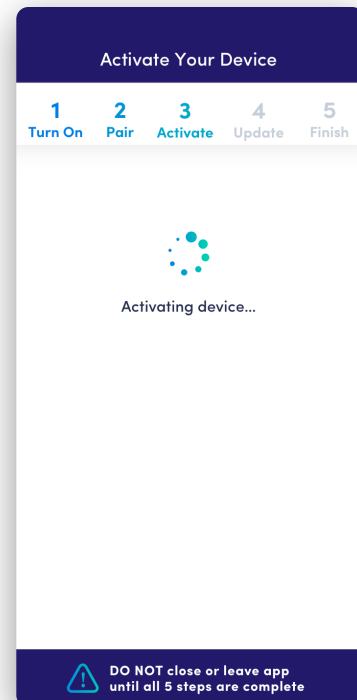 Activate Your Device
1 2 3 4 5
Turn On Pair Activate Update Finish
Activating device...
DO NOT close or leave app
until all 5 steps are complete